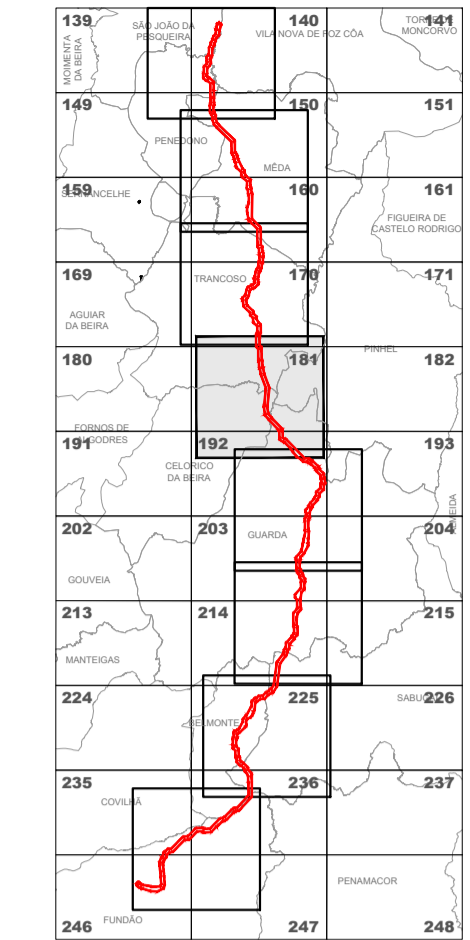 139
SÃO JOÃO DA
PESQUEIRA
140
VILA NOVA DE FOZ CÔA
141
MONCORVO
MOIMENTA
DA BEIRA
149
150
151
PENEDONO
MÊDA
159
160
161
SERNANCELHE
FIGUEIRA DE
CASTELO RODRIGO
169
TRANCOSO
170
171
AGUIAR
DA BEIRA
180
181
PINHEL
182
FORNOS DE
ALGODRES
191
192
193
CELORICO
DA BEIRA
202
203
GUARDA
204
ALMEIDA
GOUVEIA
213
214
215
MANTEIGAS
224
225
226
SABUGAL
BELMONTE
235
236
237
COVILHÃ
PENAMACOR
FUNDÃO
246
247
248